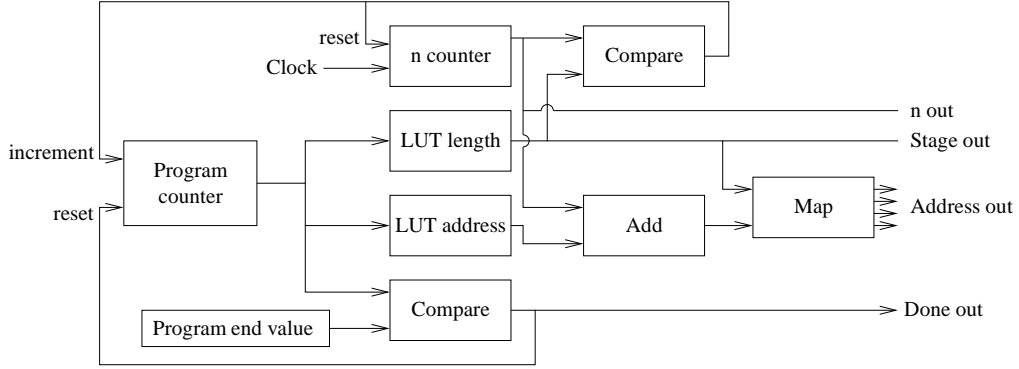 reset
n counter
Compare
Clock
n out
LUT length
Stage out
increment
Program
counter
reset
LUT address
Add
Map
Address out
Compare
Done out
Program end value